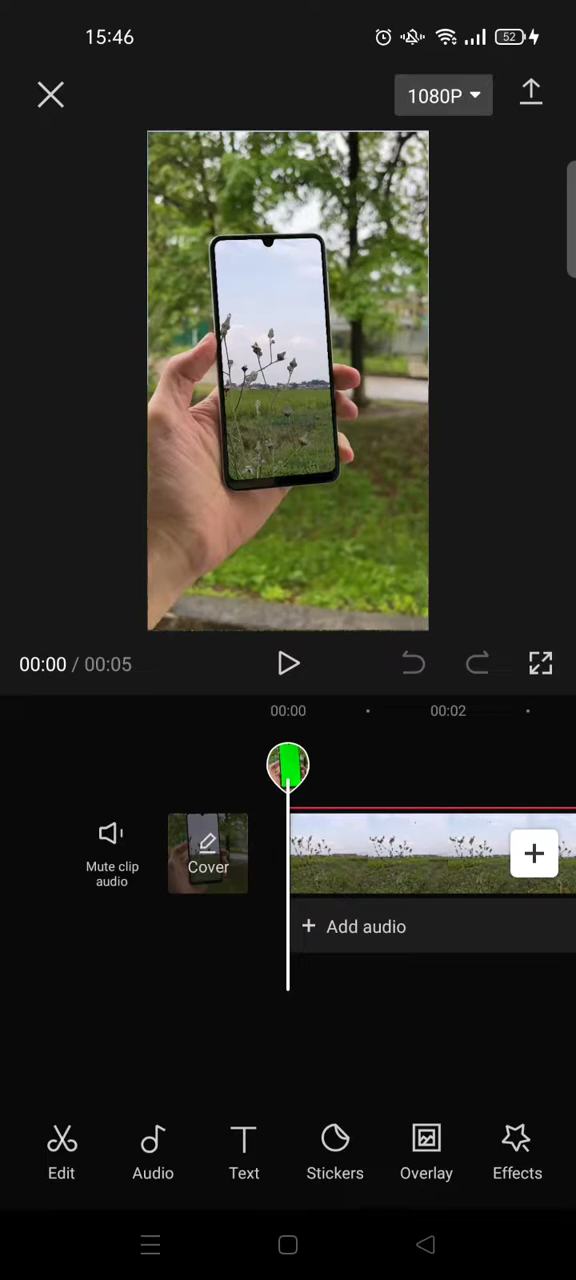 15:46
52
1080P
00:00 / 00:05
00:00
00:02
Mute clip
audio
Cover
Add audio
Edit
Audio
Text
Stickers
Overlay
Effects